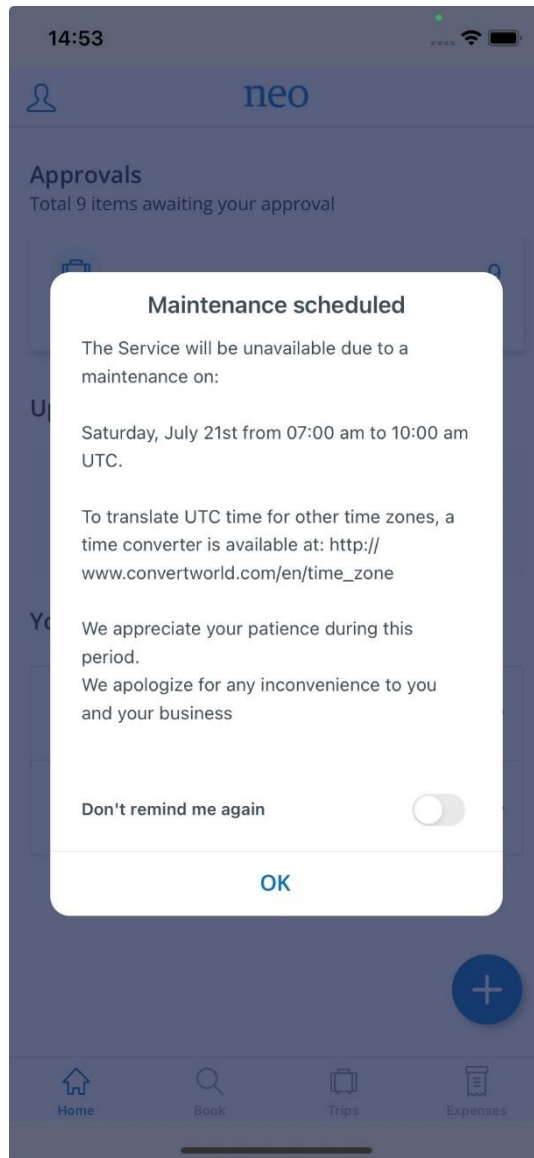 14:53
neo
Approvals
Total 9 items awaiting your approval
9
Maintenance scheduled
The Service will be unavailable due to a
maintenance on:
Up
Saturday, July 21st from 07:00 am to 10:00 am
UTC.
To translate UTC time for other time zones, a
time converter is available at: http://
www.convertworld.com/en/time_zone
Yo
We appreciate your patience during this
period.
We apologize for any inconvenience to you
and your business
Don't remind me again
OK
Home Book Trips Expenses